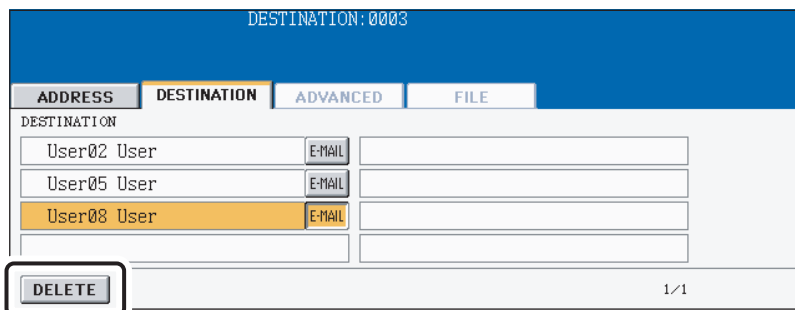 DESTINATION:0003
ADDRESS DESTINATION ADVANCED FILE
DESTINATION
User02 User E-MAIL
User05 User E-MAIL
User08 User E-MAIL
DELETE 1/1